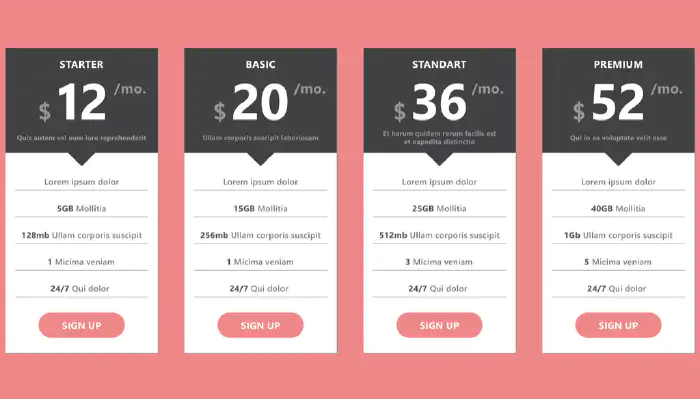 STARTER
$ 12 /mo.
Quis autem vel eum iure reprehenderit
Lorem ipsum dolor
5GB Mollitia
128mb Ullam corporis suscipit
1 Micima veniam
24/7 Qui dolor
SIGN UP
BASIC
$ 20 /mo.
Ullam corporis suscipit laboriosam
Lorem ipsum dolor
15GB Mollitia
256mb Ullam corporis suscipit
1 Micima veniam
24/7 Qui dolor
SIGN UP
STANDART
$ 36 /mo.
Et harum quidem rerum facilis est
et expedita distinctio
Lorem ipsum dolor
25GB Mollitia
512mb Ullam corporis suscipit
3 Micima veniam
24/7 Qui dolor
SIGN UP
PREMIUM
$ 52 /mo.
Qui in ea voluptate velit esse
Lorem ipsum dolor
40GB Mollitia
1Gb Ullam corporis suscipit
5 Micima veniam
24/7 Qui dolor
SIGN UP